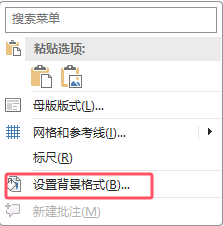 搜索菜单
粘贴选项:
母版版式(L)...
网格和参考线(I)...
标尺(R)
设置背景格式(B)...
新建批注(M)